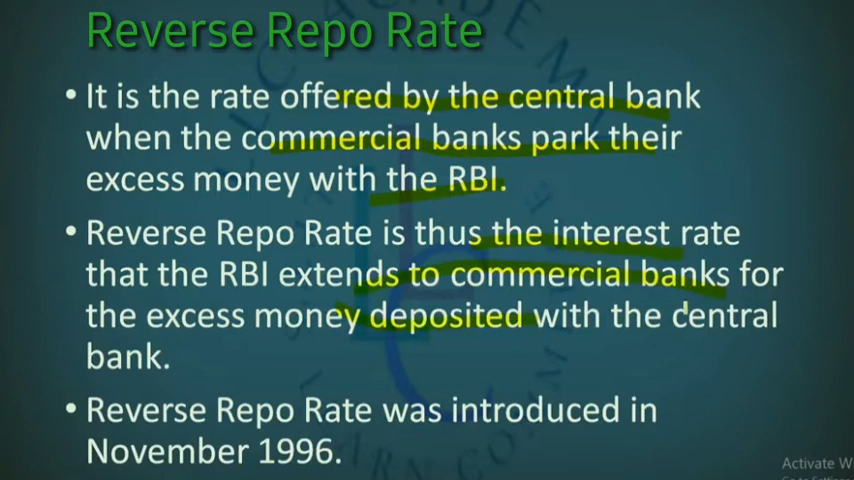 Reverse Repo Rate
• It is the rate offered by the central bank
when the commercial banks park their
excess money with the RBI.
• Reverse Repo Rate is thus the interest rate
that the RBI extends to commercial banks for
the excess money deposited with the central
bank.
• Reverse Repo Rate was introduced in
November 1996.
Activate W